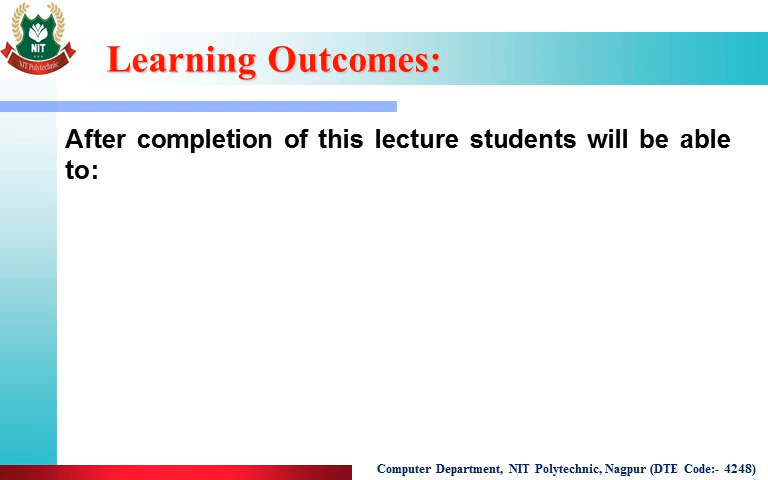 NIT
NIT Polytechnic
Learning Outcomes:
After completion of this lecture students will be able
to:
Computer Department, NIT Polytechnic, Nagpur (DTE Code:- 4248)